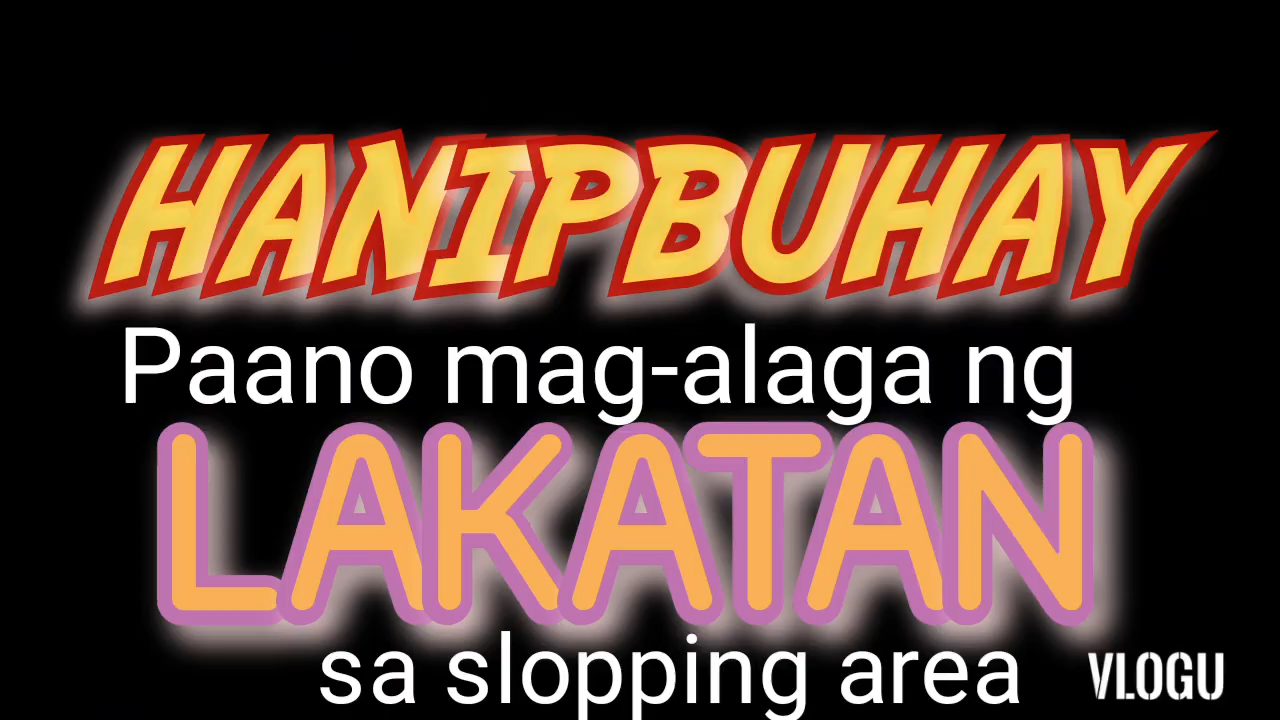 HANIPBUHAY
Paano mag-alaga ng
LAKATAN
sa slopping area
VLOGU